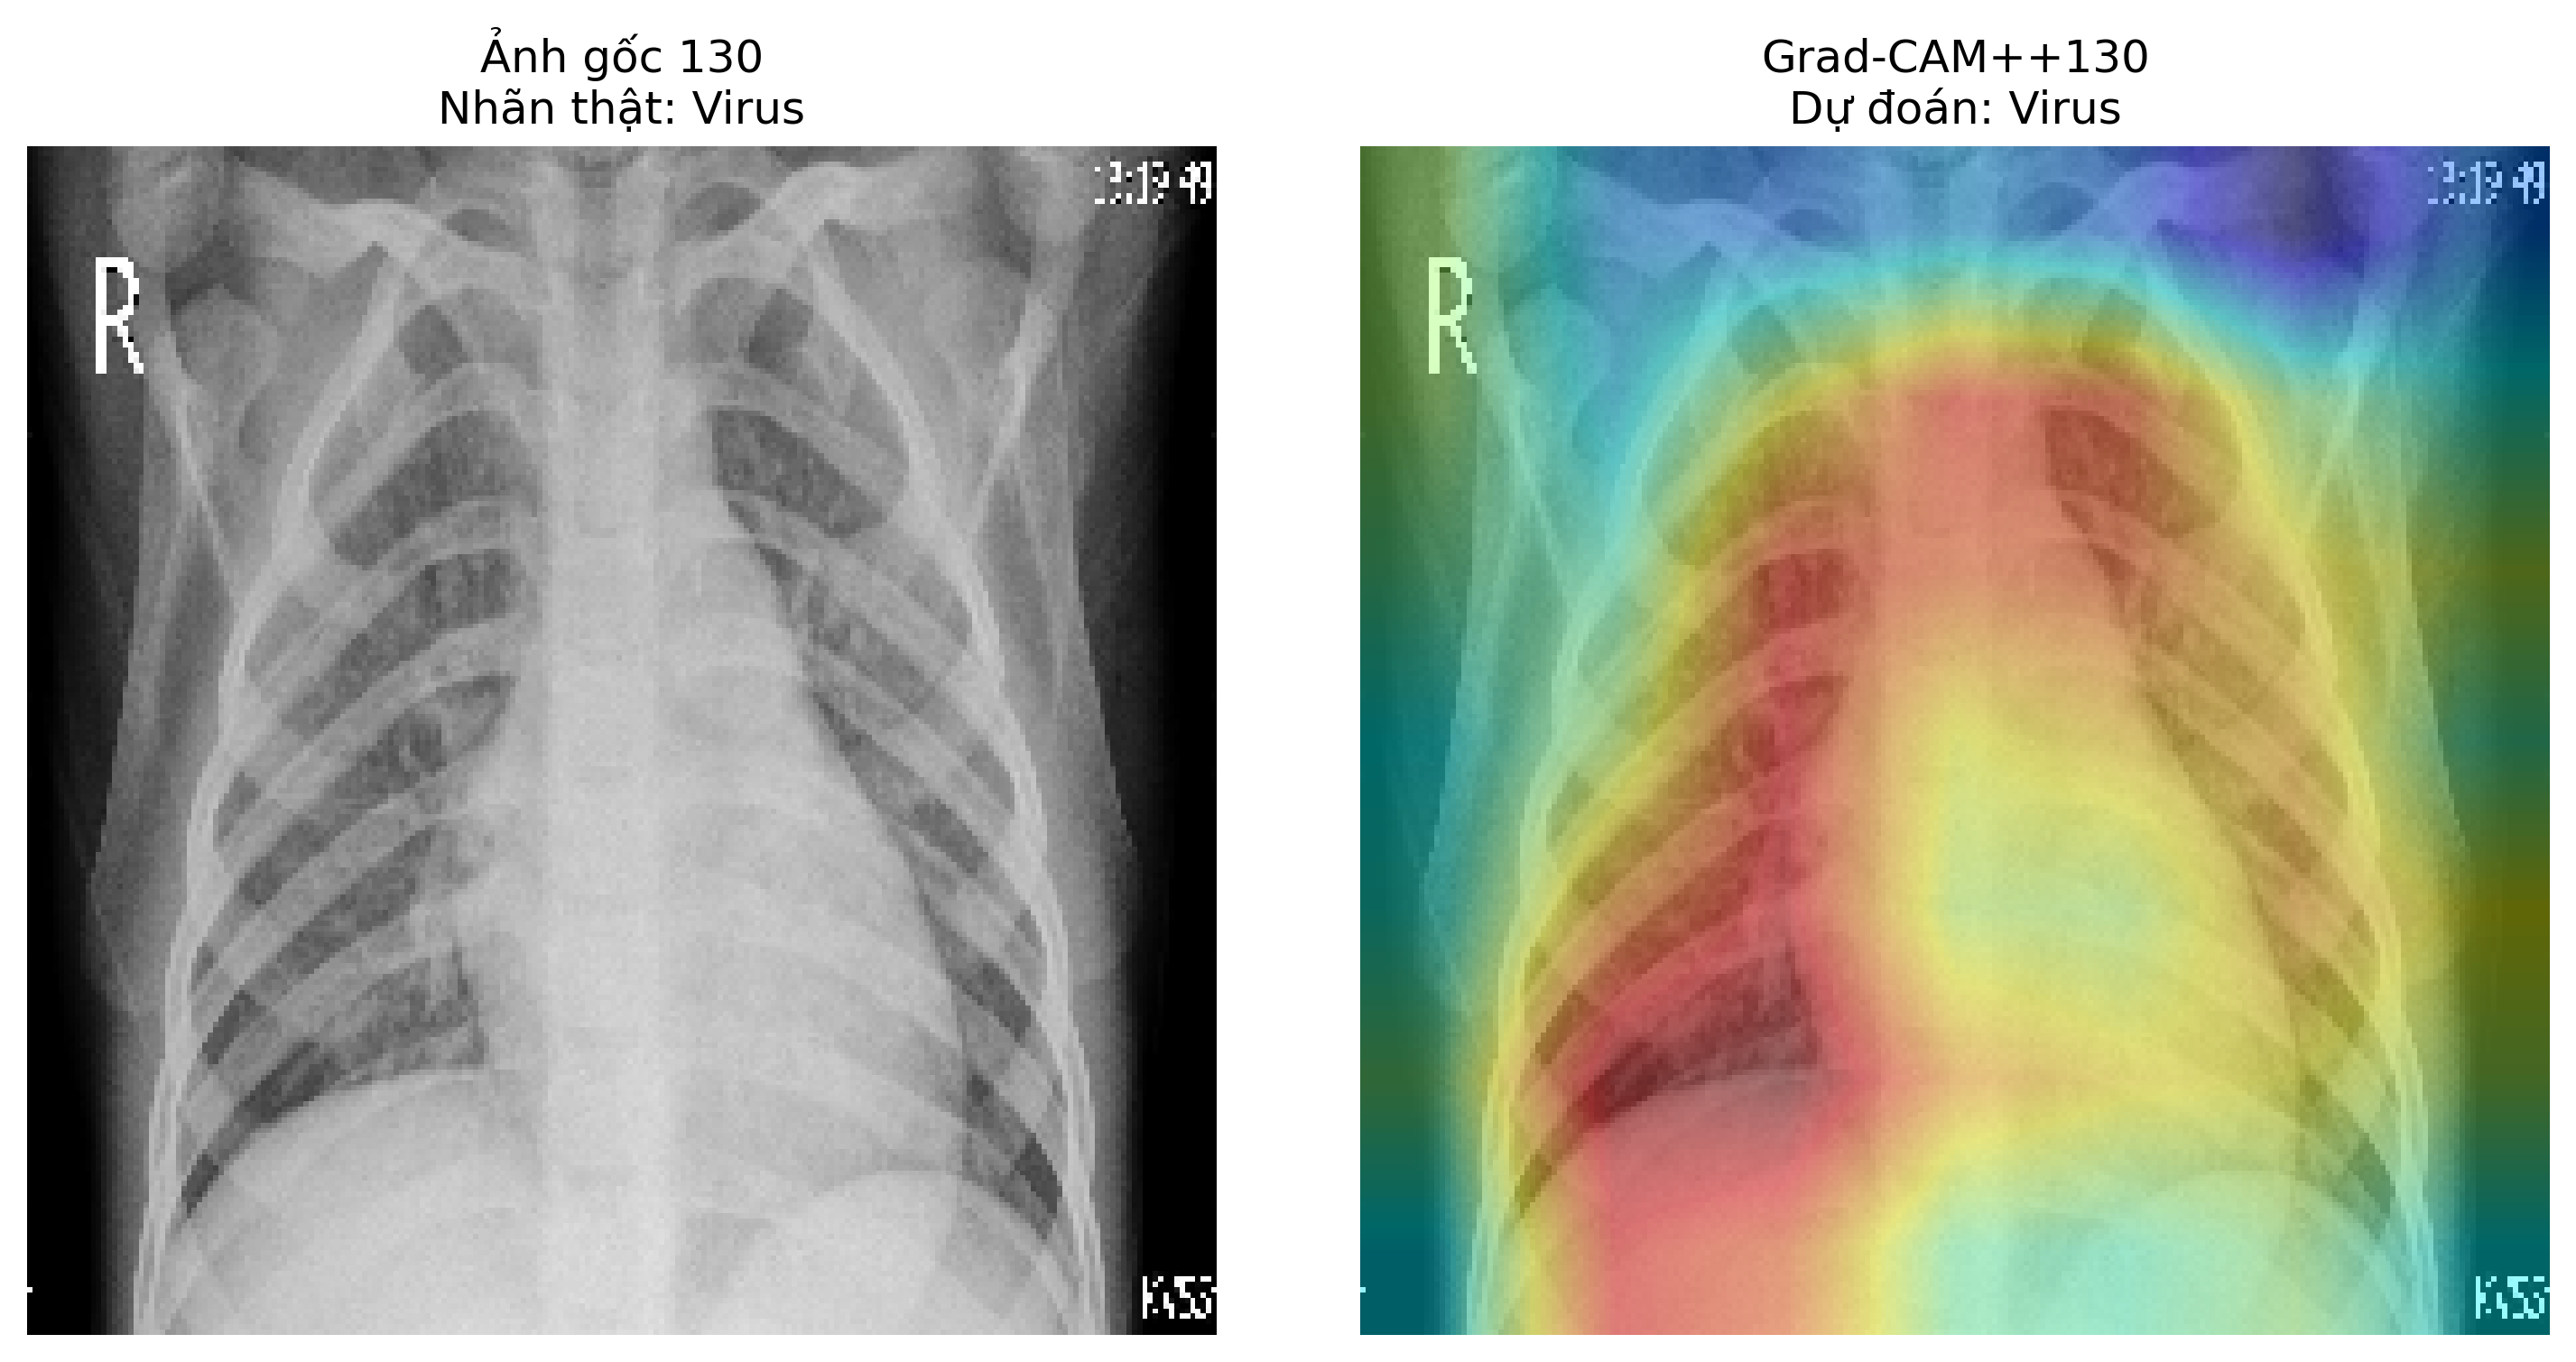 Ảnh gốc 130
Nhãn thật: Virus
Grad-CAM++130
Dự đoán: Virus
R
R